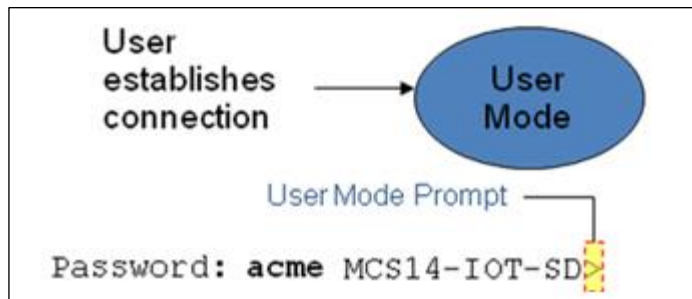 User
establishes
connection
User
Mode
User Mode Prompt
Password: acme MCS14-IOT-SD>